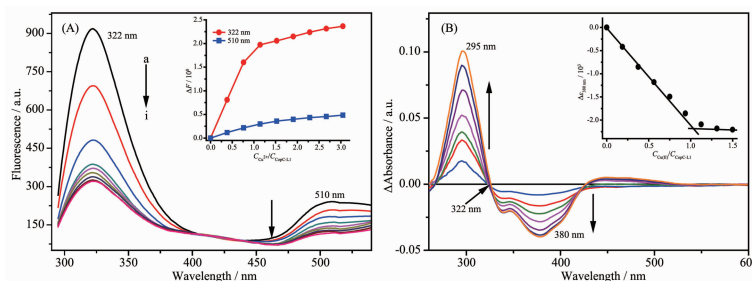 (A)
322 nm
a
i
510 nm
900
750
600
450
300
150
Fluorescence / a.u.
300
350
400
450
500
Wavelength / nm
322 nm
510 nm
2.5
2.0
1.5
1.0
0.5
0.0
0.0 0.5 1.0 1.5 2.0 2.5 3.0
(B)
295 nm
322 nm
380 nm
0.10
0.05
0.00
-0.05
ΔAbsorbance / a.u.
300
400
500
600
Wavelength / nm
0.0
-0.5
-1.0
-1.5
-2.0
0.0 0.3 0.6 0.9 1.2 1.5